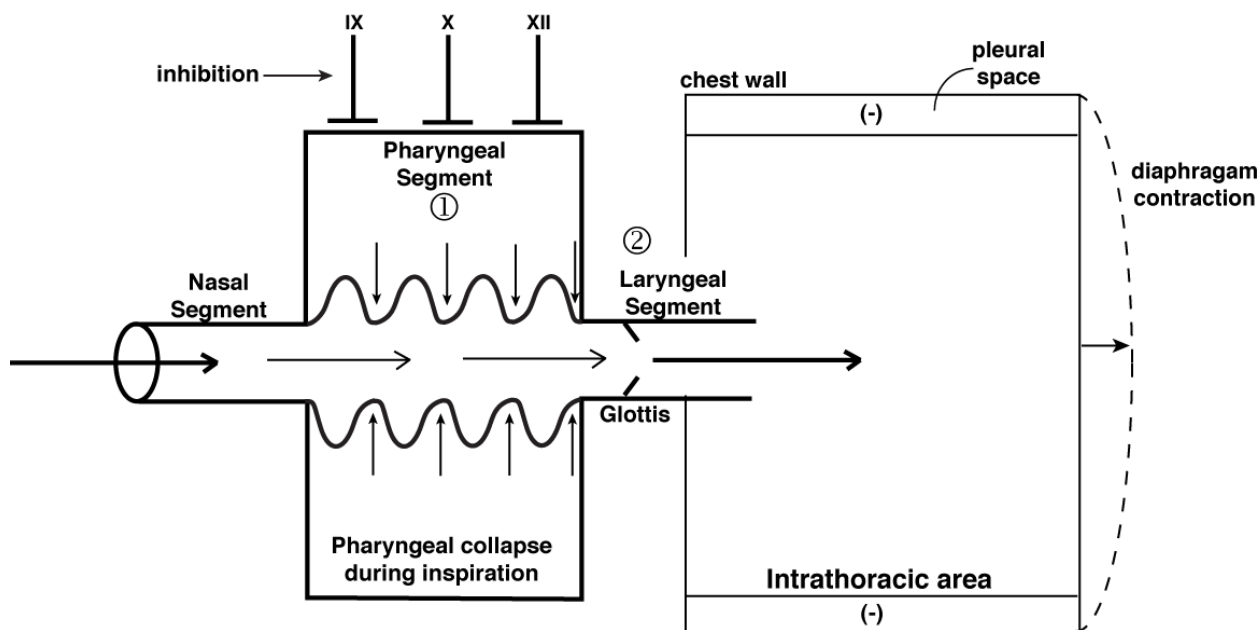 IX
X
XII
inhibition
pleural
space
chest wall
(-)
Pharyngeal
Segment
①
diaphragam
contraction
②
Nasal
Segment
Laryngeal
Segment
Glottis
Pharyngeal collapse
during inspiration
Intrathoracic area
(-)